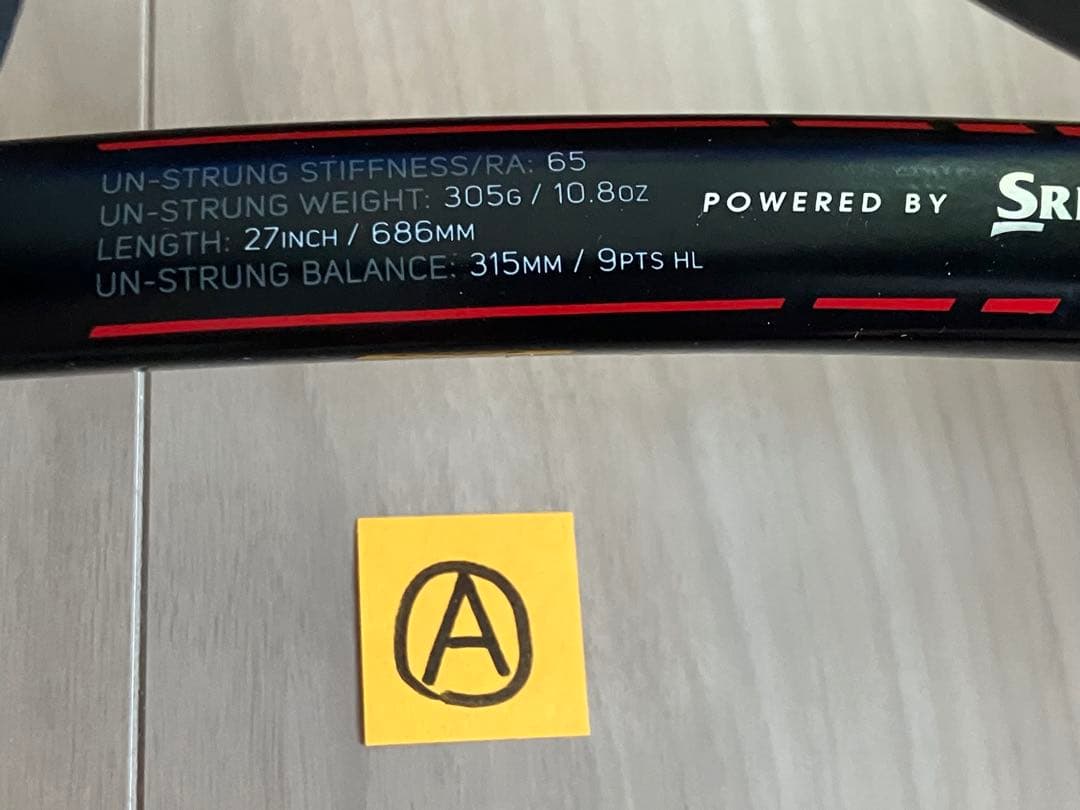 UN-STRUNG STIFFNESS/RA: 65
UN-STRUNG WEIGHT: 305G / 10.8OZ
LENGTH: 27INCH / 686MM
UN-STRUNG BALANCE: 315MM / 9PTS HL
POWERED BY
A